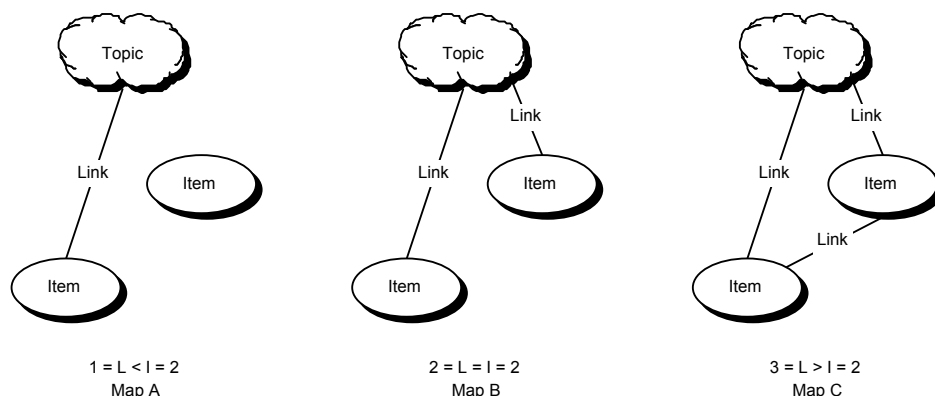 Topic
Link
Item
Item
1 = L < I = 2
Map A
Topic
Link
Link
Item
Item
2 = L = I = 2
Map B
Topic
Link
Link
Item
Link
Item
3 = L > I = 2
Map C